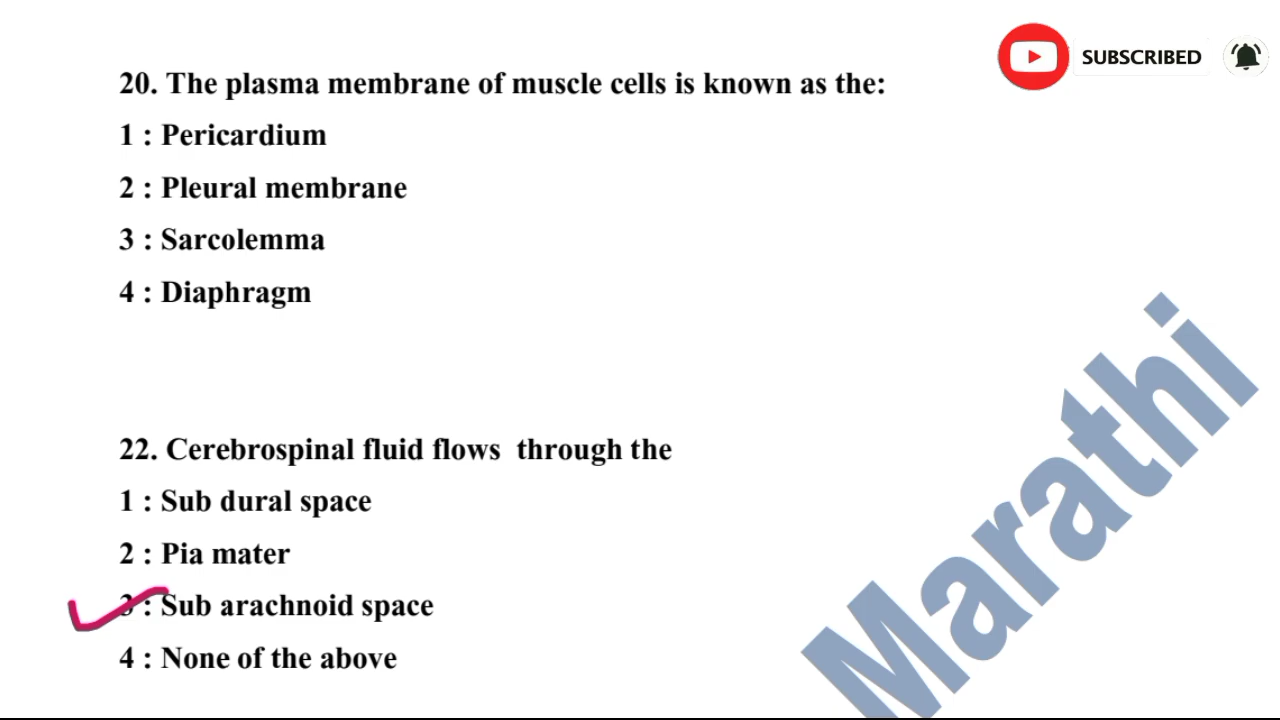 SUBSCRIBED
20. The plasma membrane of muscle cells is known as the:
1 : Pericardium
2 : Pleural membrane
3 : Sarcolemma
4 : Diaphragm
22. Cerebrospinal fluid flows through the
1 : Sub dural space
2 : Pia mater
3 : Sub arachnoid space
4 : None of the above
Marathi